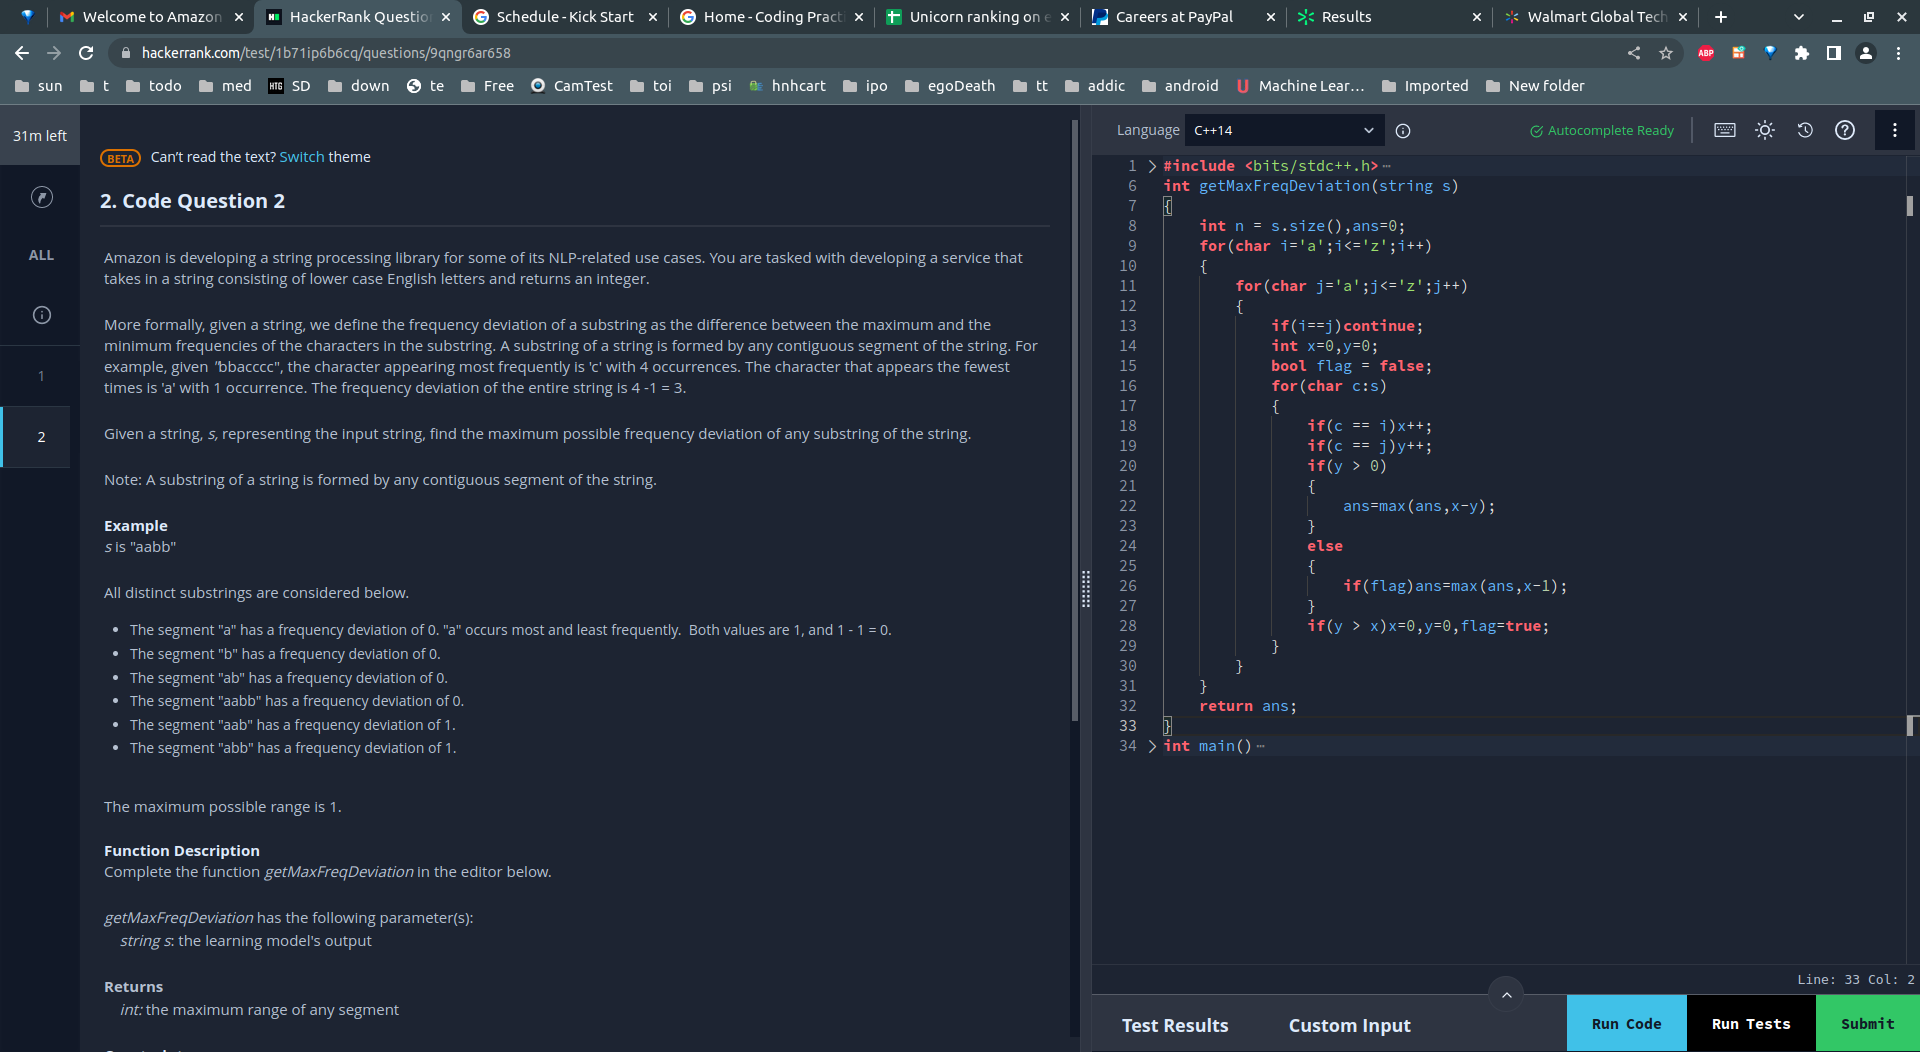 Welcome to Amazon
HackerRank Questio
Schedule - Kick Start
Home - Coding Pract
Unicorn ranking on e
Careers at PayPal
Results
Walmart Global Tech
hackerrank.com/test/1b71ip6b6cq/questions/9qngr6ar658
ABP
sun
t
todo
med
HTG SD
down
te
Free
CamTest
toi
psi
hnhcart
ipo
egoDeath
tt
addic
android
Machine Lear...
Imported
New folder
31m left
ALL
1
2
BETA Can't read the text? Switch theme
2. Code Question 2
Amazon is developing a string processing library for some of its NLP-related use cases. You are tasked with developing a service that
takes in a string consisting of lower case English letters and returns an integer.
More formally, given a string, we define the frequency deviation of a substring as the difference between the maximum and the
minimum frequencies of the characters in the substring. A substring of a string is formed by any contiguous segment of the string. For
example, given "bbacccc", the character appearing most frequently is 'c' with 4 occurrences. The character that appears the fewest
times is 'a' with 1 occurrence. The frequency deviation of the entire string is 4 -1 = 3.
Given a string, s, representing the input string, find the maximum possible frequency deviation of any substring of the string.
Note: A substring of a string is formed by any contiguous segment of the string.
Example
s is "aabb"
All distinct substrings are considered below.
• The segment "a" has a frequency deviation of 0. "a" occurs most and least frequently.  Both values are 1, and 1 - 1 = 0.
• The segment "b" has a frequency deviation of 0.
• The segment "ab" has a frequency deviation of 0.
• The segment "aabb" has a frequency deviation of 0.
• The segment "aab" has a frequency deviation of 1.
• The segment "abb" has a frequency deviation of 1.
The maximum possible range is 1.
Function Description
Complete the function getMaxFreqDeviation in the editor below.
getMaxFreqDeviation has the following parameter(s):
string s: the learning model's output
Returns
int: the maximum range of any segment
Language C++14
Autocomplete Ready
1 #include <bits/stdc++.h>
6 int getMaxFreqDeviation(string s)
7 {
8 int n = s.size(),ans=0;
9 for(char i='a';i<='z';i++)
10 {
11 for(char j='a';j<='z';j++)
12 {
13 if(i==j)continue;
14 int x=0,y=0;
15 bool flag = false;
16 for(char c:s)
17 {
18 if(c == i)x++;
19 if(c == j)y++;
20 if(y > 0)
21 {
22 ans=max(ans,x-y);
23 }
24 else
25 {
26 if(flag)ans=max(ans,x-1);
27 }
28 if(y > x)x=0,y=0,flag=true;
29 }
30 }
31 }
32 return ans;
33 }
34 int main()
Line: 33 Col: 2
Test Results
Custom Input
Run Code
Run Tests
Submit